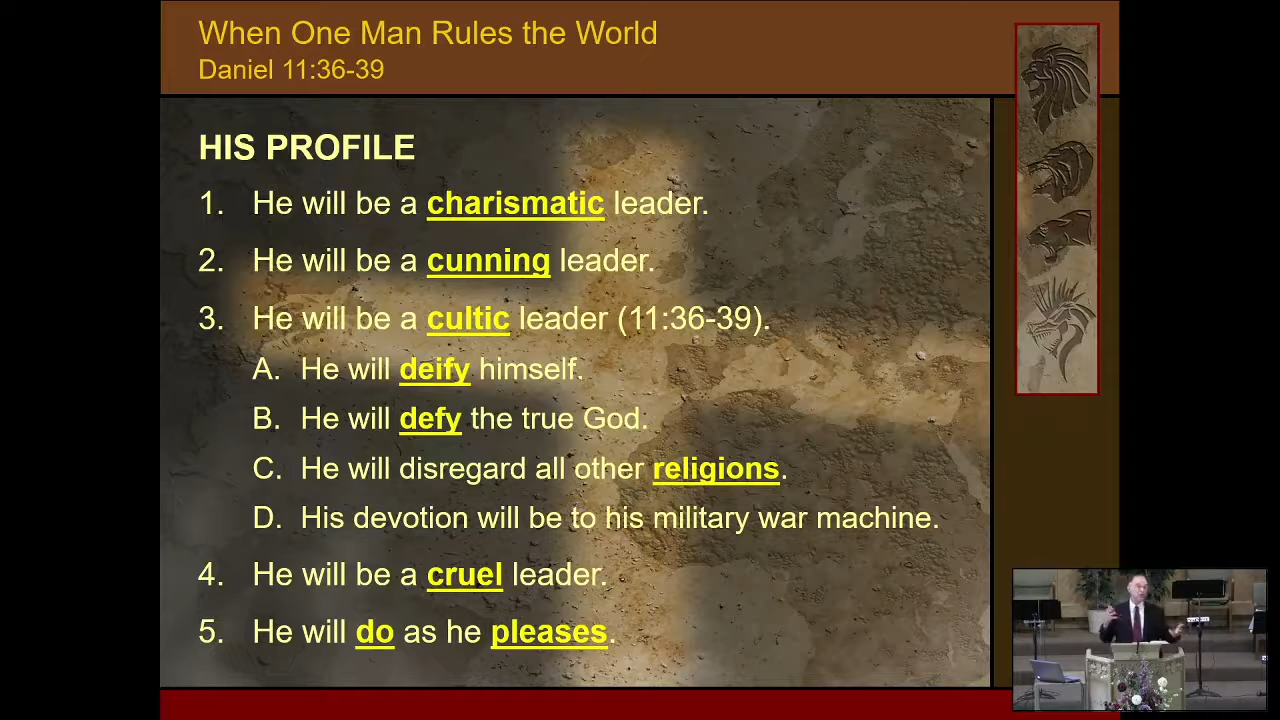 When One Man Rules the World
Daniel 11:36-39
HIS PROFILE
1. He will be a charismatic leader.
2. He will be a cunning leader.
3. He will be a cultic leader (11:36-39).
A. He will deify himself.
B. He will defy the true God.
C. He will disregard all other religions.
D. His devotion will be to his military war machine.
4. He will be a cruel leader.
5. He will do as he pleases.